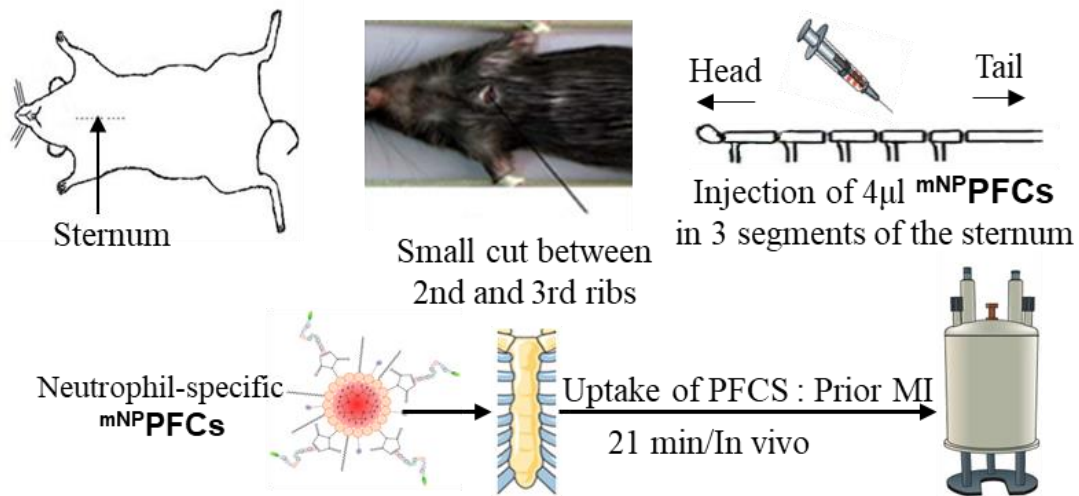 Sternum
Small cut between
2nd and 3rd ribs
Head
Tail
Injection of 4µl mNPPFCs
in 3 segments of the sternum
Neutrophil-specific
mNPPFCs
Uptake of PFCS : Prior MI
21 min/In vivo